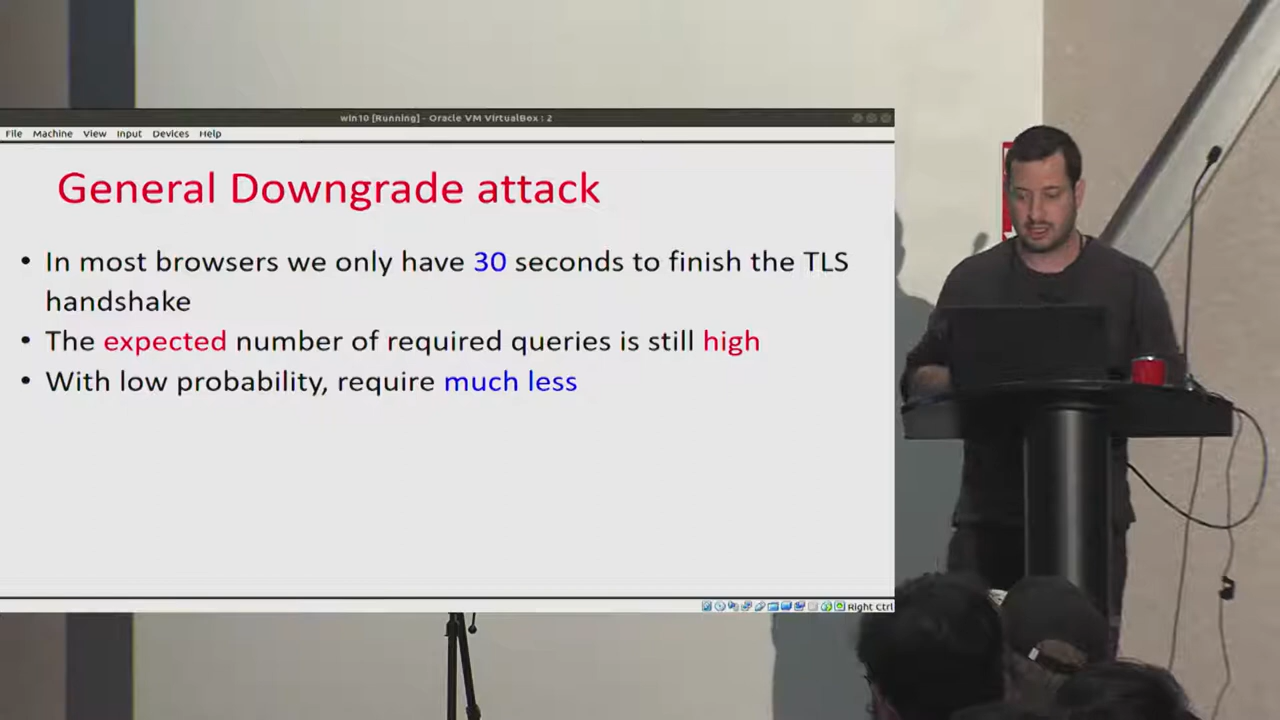 win10 [Running] - Oracle VM VirtualBox : 2
File Machine View Input Devices Help
General Downgrade attack
• In most browsers we only have 30 seconds to finish the TLS
handshake
• The expected number of required queries is still high
• With low probability, require much less
Right Ctrl